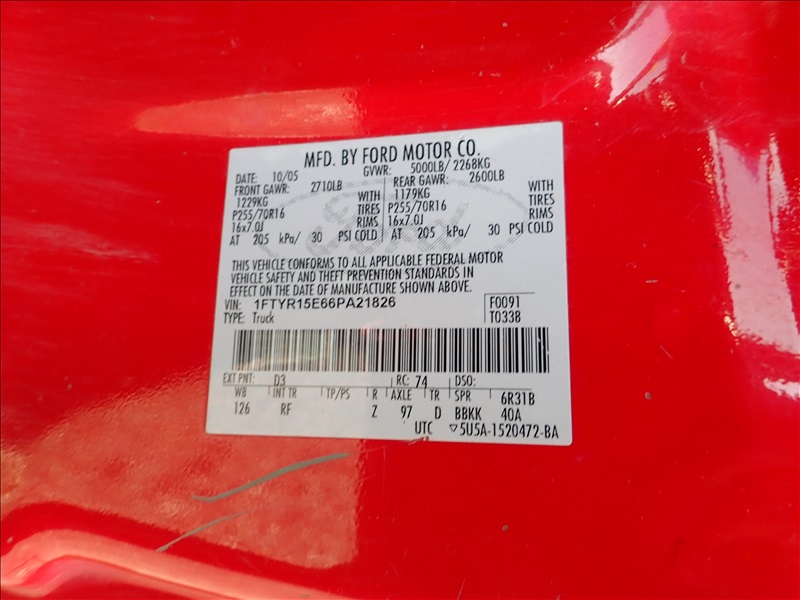 MFD. BY FORD MOTOR CO.
DATE: 10/05 GVWR: 5000LB/ 2268KG
FRONT GAWR: 2710LB REAR GAWR: 2600LB
1229KG WITH 1179KG WITH
P255/70R16 TIRES P255/70R16 TIRES
16x7.0J RIMS 16x7.0J RIMS
AT 205 kPa/ 30 PSI COLD AT 205 kPa/ 30 PSI COLD
THIS VEHICLE CONFORMS TO ALL APPLICABLE FEDERAL MOTOR
VEHICLE SAFETY AND THEFT PREVENTION STANDARDS IN
EFFECT ON THE DATE OF MANUFACTURE SHOWN ABOVE.
VIN: 1FTYR15E66PA21826 F0091
TYPE: Truck T0338
EXT PNT: D3 RC: 74 DSO:
WB INT TR TP/PS R AXLE TR SPR 6R31B
126 RF Z 97 D BBKK 40A
UTC ▽5U5A-1520472-BA